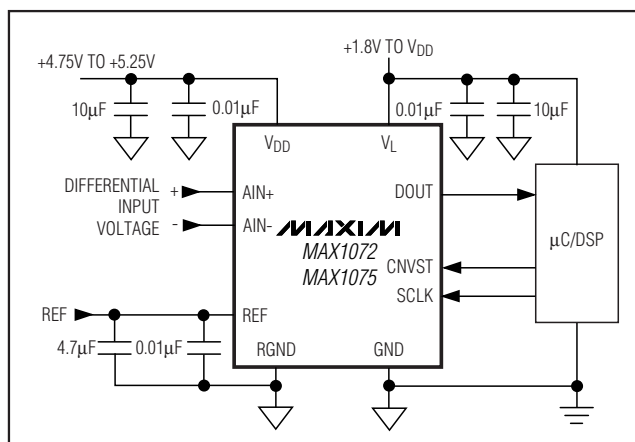 +4.75V TO +5.25V
+1.8V TO VDD
10μF
0.01μF
0.01μF
10μF
VDD
VL
DIFFERENTIAL
INPUT
VOLTAGE
+
-
AIN+
AIN-
DOUT
MAXIM
MAX1072
MAX1075
μC/DSP
CNVST
SCLK
REF
REF
4.7μF
0.01μF
RGND
GND